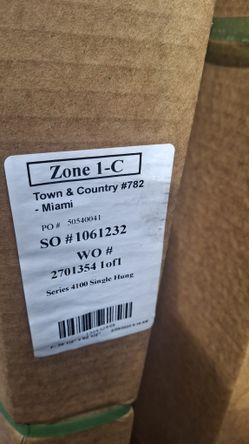 Zone 1-C
Town & Country #782
- Miami
PO # 50540041
SO #1061232
WO #
2701354 1of1
Series 4100 Single Hung